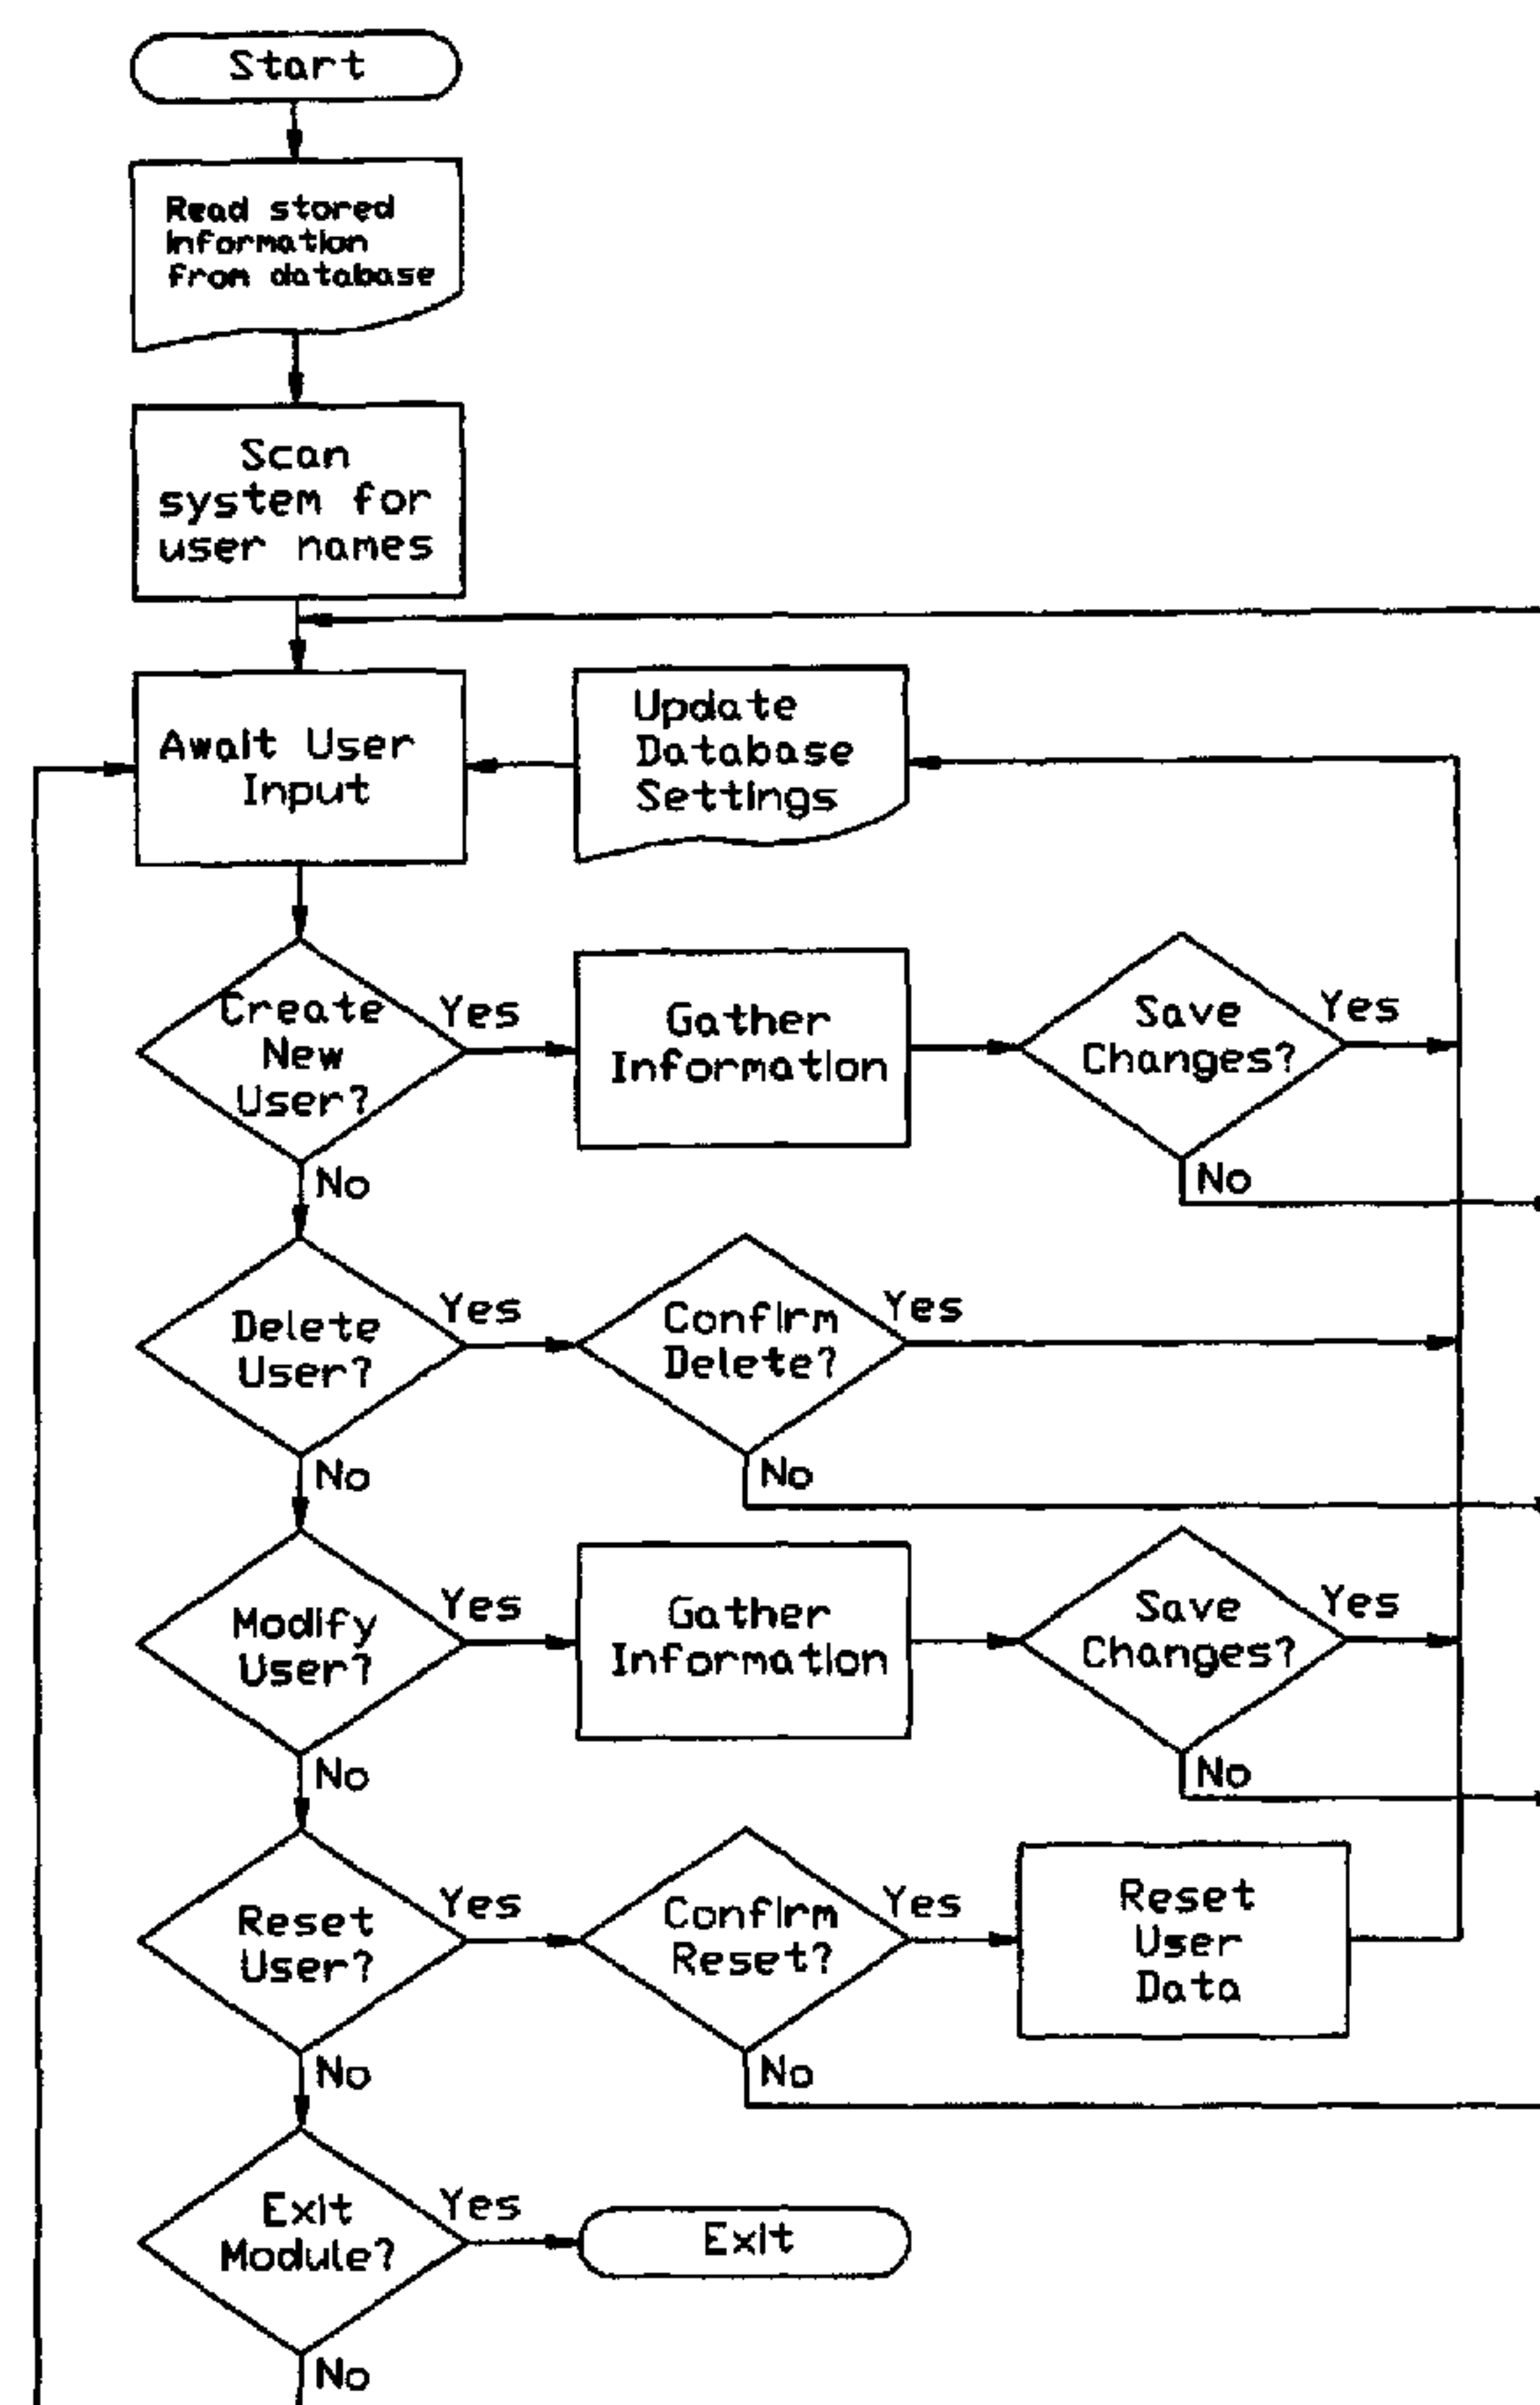 Start
Read stored
Information
from database
Scan
system for
user names
Await User
Input
Update
Database
Settings
Create
New
User?
Yes
Gather
Information
Save
Changes?
Yes
No
No
Delete
User?
Yes
Confirm
Delete?
Yes
No
No
Modify
User?
Yes
Gather
Information
Save
Changes?
Yes
No
No
Reset
User?
Yes
Confirm
Reset?
Yes
Reset
User
Data
No
No
Exit
Module?
Yes
Exit
No